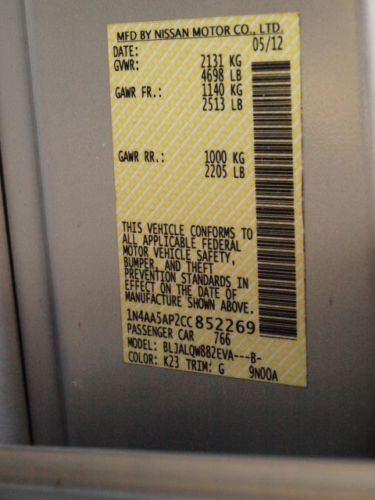 MFD BY NISSAN MOTOR CO., LTD.
DATE: 05/12
GVWR: 2131 KG
4698 LB
GAWR FR.: 1140 KG
2513 LB
GAWR RR.: 1000 KG
2205 LB
THIS VEHICLE CONFORMS TO
ALL APPLICABLE FEDERAL
MOTOR VEHICLE SAFETY,
BUMPER, AND THEFT
PREVENTION STANDARDS IN
EFFECT ON THE DATE OF
MANUFACTURE SHOWN ABOVE.
1N4AA5AP2CC852269
PASSENGER CAR 766
MODEL: BLJALQW882EVA---B-
COLOR: K23 TRIM: G 9N00A